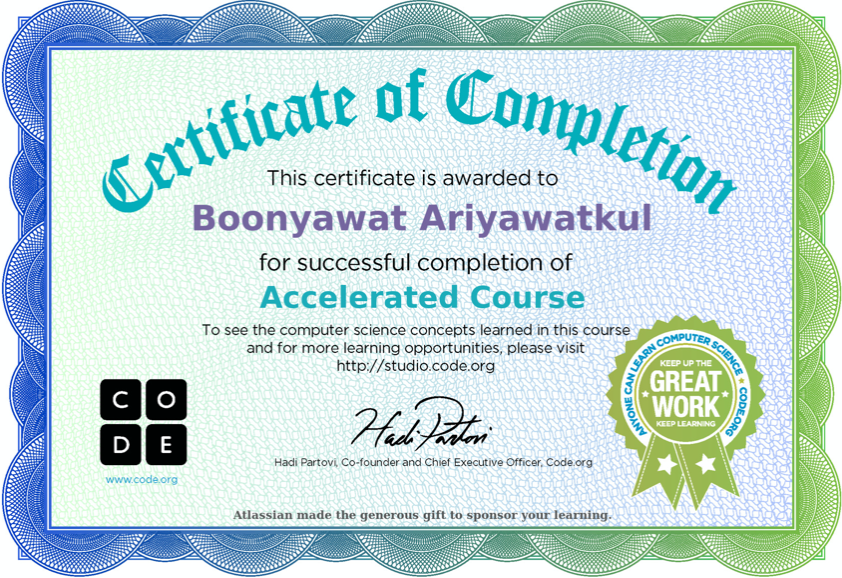 Certificate of Completion
This certificate is awarded to
Boonyawat Ariyawatkul
for successful completion of
Accelerated Course
To see the computer science concepts learned in this course
and for more learning opportunities, please visit
http://studio.code.org
ANYONE CAN LEARN COMPUTER SCIENCE ★ CODE.ORG
KEEP UP THE
GREAT
WORK
KEEP LEARNING
C O
D E
www.code.org
Hadi Partovi
Hadi Partovi, Co-founder and Chief Executive Officer, Code.org
Atlassian made the generous gift to sponsor your learning.